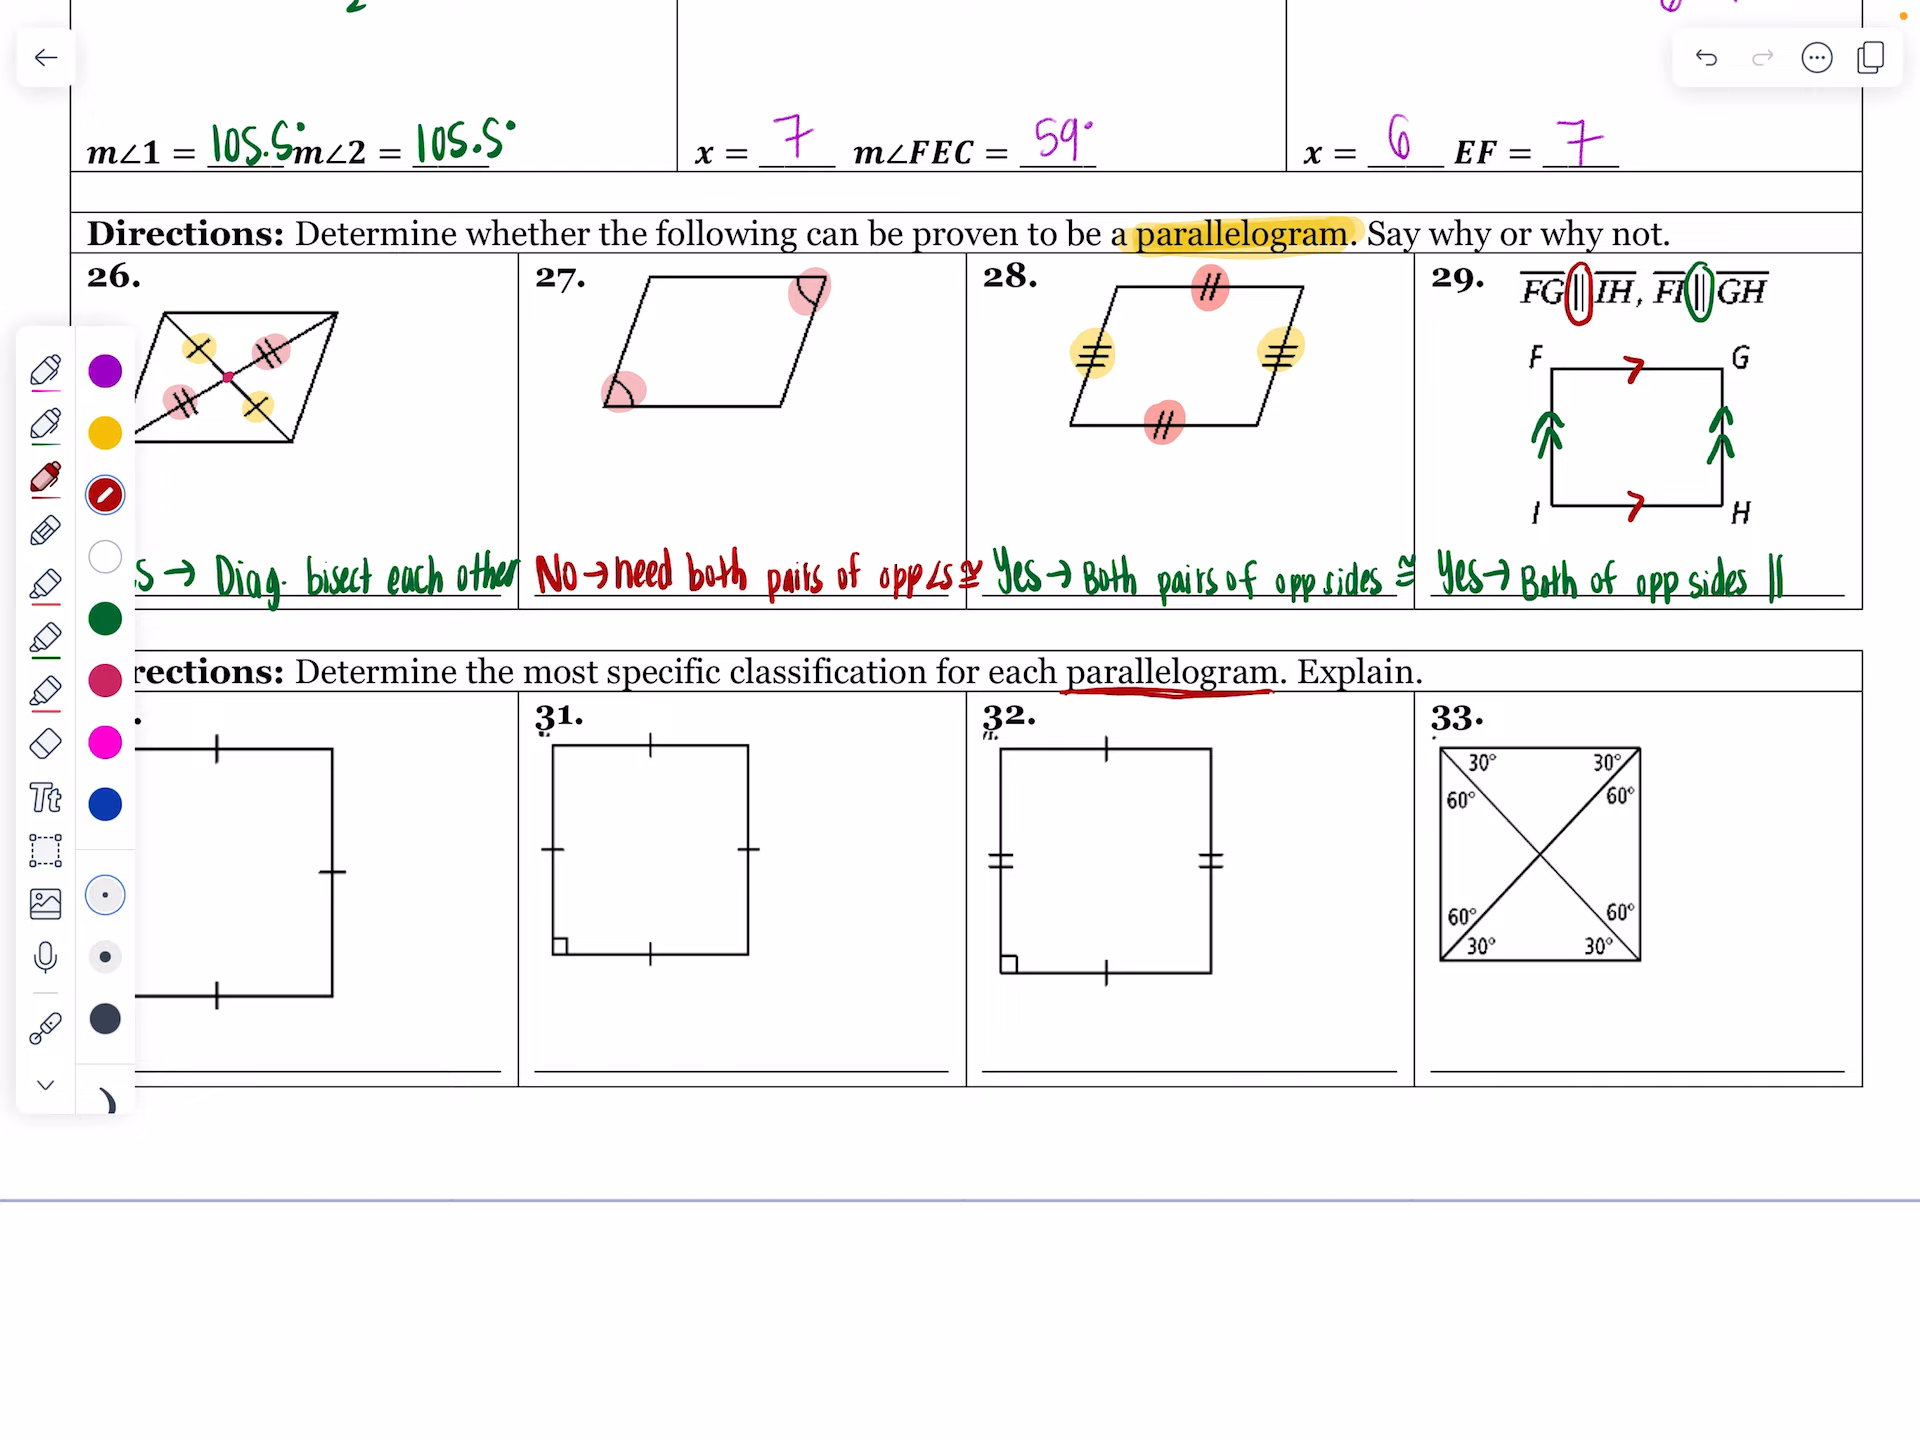 m∠1 = 105.5° m∠2 = 105.5°
x = 7 m∠FEC = 59°
x = 6 EF = 7
Directions: Determine whether the following can be proven to be a parallelogram. Say why or why not.
26.
s → Diag. bisect each other
27.
No → need both pairs of opp ∠s ≅
28.
Yes → Both pairs of opp sides ≅
29. FG || IH, FI || GH
F G
I H
Yes → Both of opp sides ||
rections: Determine the most specific classification for each parallelogram. Explain.
31.
32.
33.
30° 30°
60° 60°
60° 60°
30° 30°
Tt